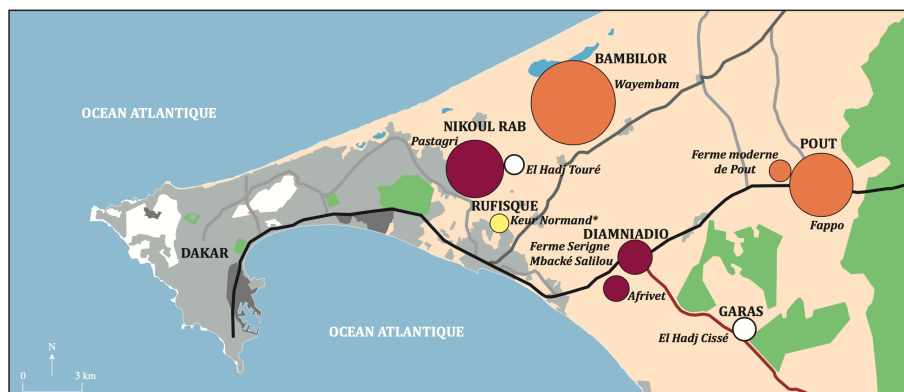 BAMBILOR
Wayembam
OCEAN ATLANTIQUE
NIKOUL RAB
Pastagri
El Hadj Touré
POUT
Ferme moderne
de Pout
Fappo
RUFISQUE
Keur Normand*
DIAMNIADIO
Ferme Serigne
Mbacké Salilou
DAKAR
Afrivet
GARAS
El Hadj Cissé
OCEAN ATLANTIQUE
N
0 3 km